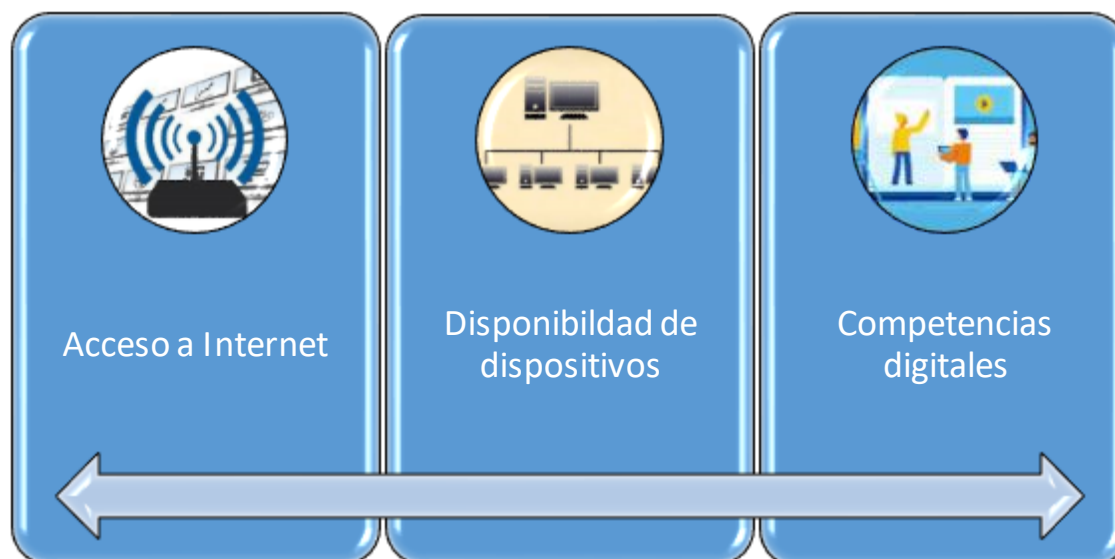 Acceso a Internet
Disponibildad de
dispositivos
Competencias
digitales